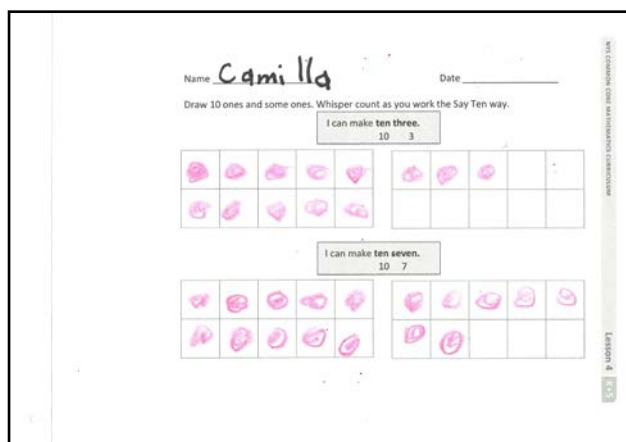 Name Camilla Date
Draw 10 ones and some ones. Whisper count as you work the Say Ten way.
I can make ten three.
10 3
I can make ten seven.
10 7
NYS COMMON CORE MATHEMATICS CURRICULUM
Lesson 4 K•5